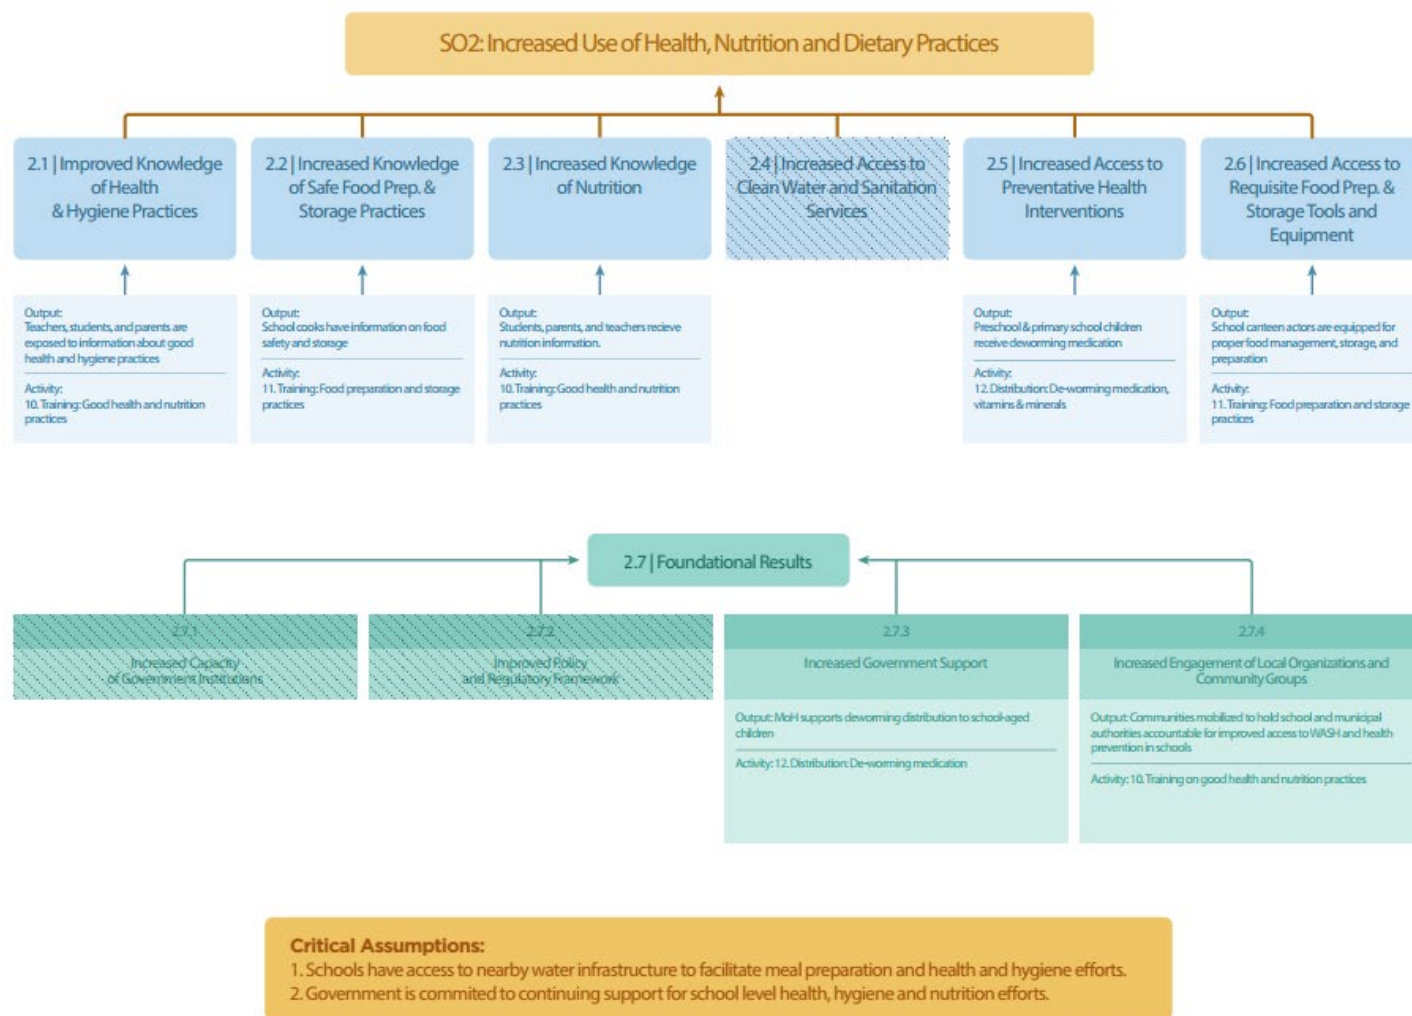 SO2: Increased Use of Health, Nutrition and Dietary Practices
2.1 | Improved Knowledge
of Health
& Hygiene Practices
2.2 | Increased Knowledge
of Safe Food Prep. &
Storage Practices
2.3 | Increased Knowledge
of Nutrition
2.4 | Increased Access to
Clean Water and Sanitation
Services
2.5 | Increased Access to
Preventative Health
Interventions
2.6 | Increased Access to
Requisite Food Prep. &
Storage Tools and
Equipment
Output:
Teachers, students, and parents are
exposed to information about good
health and hygiene practices
Activity:
10. Training: Good health and nutrition
practices
Output:
School cooks have information on food
safety and storage
Activity:
11. Training: Food preparation and storage
practices
Output:
Students, parents, and teachers recieve
nutrition information.
Activity:
10. Training: Good health and nutrition
practices
Output:
Preschool & primary school children
receive deworming medication
Activity:
12. Distribution: De-worming medication,
vitamins & minerals
Output:
School canteen actors are equipped for
proper food management, storage, and
preparation
Activity:
11. Training: Food preparation and storage
practices
2.7 | Foundational Results
2.7.1
Increased Capacity
of Government Institutions
2.7.2
Improved Policy
and Regulatory Framework
2.7.3
Increased Government Support
Output: MoH supports deworming distribution to school-aged
children
Activity: 12. Distribution: De-worming medication
2.7.4
Increased Engagement of Local Organizations and
Community Groups
Output: Communities mobilized to hold school and municipal
authorities accountable for improved access to WASH and health
prevention in schools
Activity: 10. Training on good health and nutrition practices
Critical Assumptions:
1. Schools have access to nearby water infrastructure to facilitate meal preparation and health and hygiene efforts.
2. Government is commited to continuing support for school level health, hygiene and nutrition efforts.